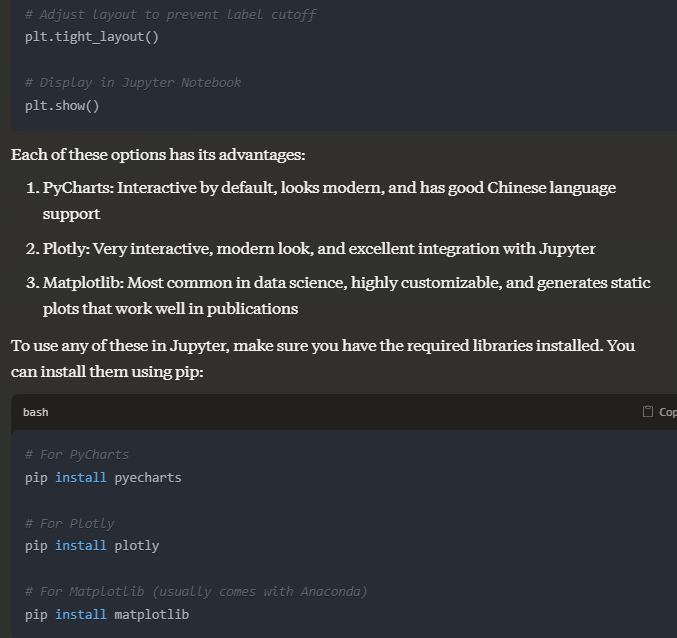 # Adjust layout to prevent label cutoff
plt.tight_layout()
# Display in Jupyter Notebook
plt.show()
Each of these options has its advantages:
1. PyCharts: Interactive by default, looks modern, and has good Chinese language
support
2. Plotly: Very interactive, modern look, and excellent integration with Jupyter
3. Matplotlib: Most common in data science, highly customizable, and generates static
plots that work well in publications
To use any of these in Jupyter, make sure you have the required libraries installed. You
can install them using pip:
bash
Cop
# For PyCharts
pip install pyecharts
# For Plotly
pip install plotly
# For Matplotlib (usually comes with Anaconda)
pip install matplotlib